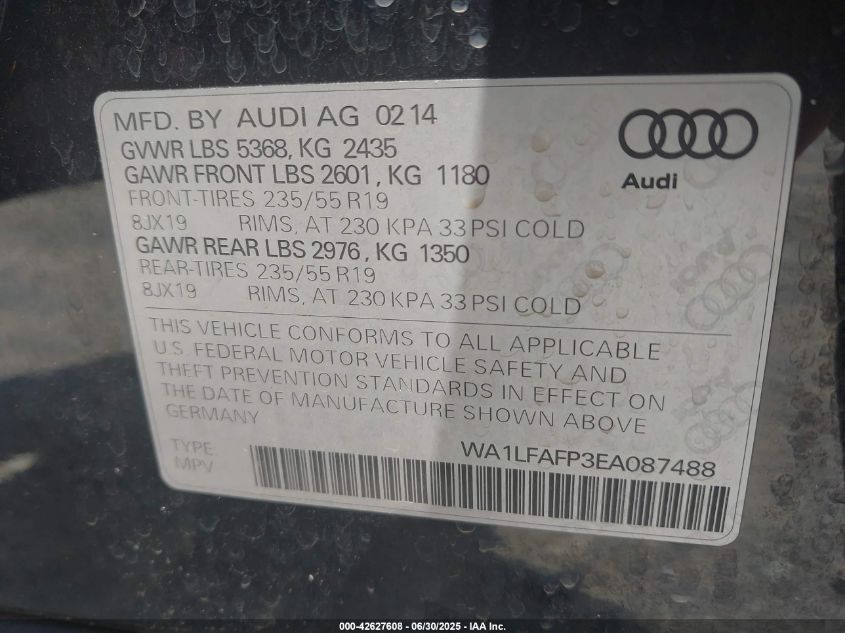 MFD. BY AUDI AG 02 14
GVWR LBS 5368, KG 2435
GAWR FRONT LBS 2601, KG 1180
FRONT-TIRES 235/55 R19
8JX19 RIMS, AT 230 KPA 33 PSI COLD
GAWR REAR LBS 2976, KG 1350
REAR-TIRES 235/55 R19
8JX19 RIMS, AT 230 KPA 33 PSI COLD
Audi
THIS VEHICLE CONFORMS TO ALL APPLICABLE
U.S. FEDERAL MOTOR VEHICLE SAFETY AND
THEFT PREVENTION STANDARDS IN EFFECT ON
THE DATE OF MANUFACTURE SHOWN ABOVE
GERMANY
TYPE WA1LFAFP3EA087488
MPV
000-42627608 - 06/30/2025 - IAA Inc.